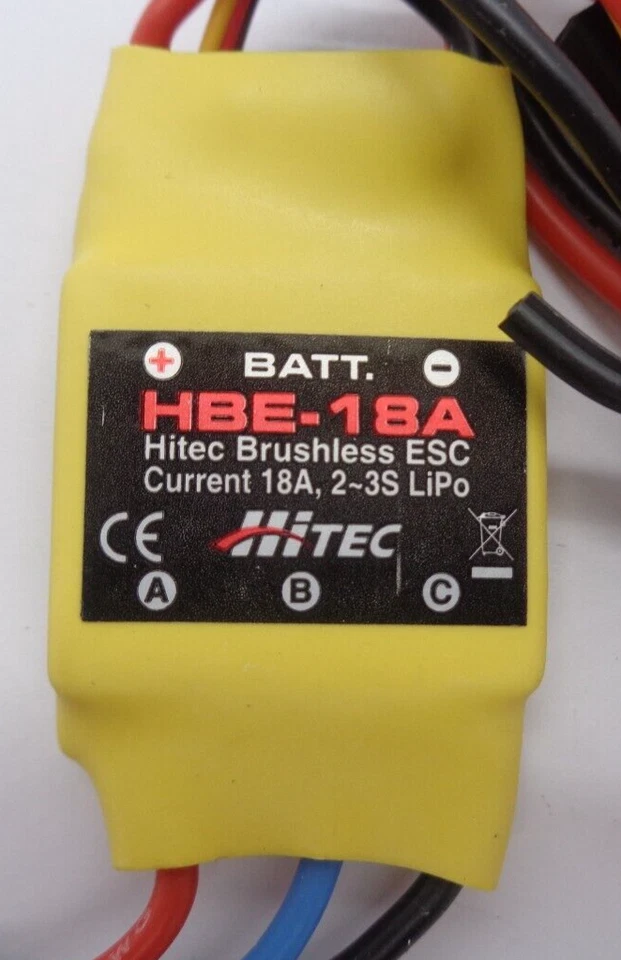 + BATT. -
HBE-18A
Hitec Brushless ESC
Current 18A, 2~3S LiPo
CE HiTEC
A B C